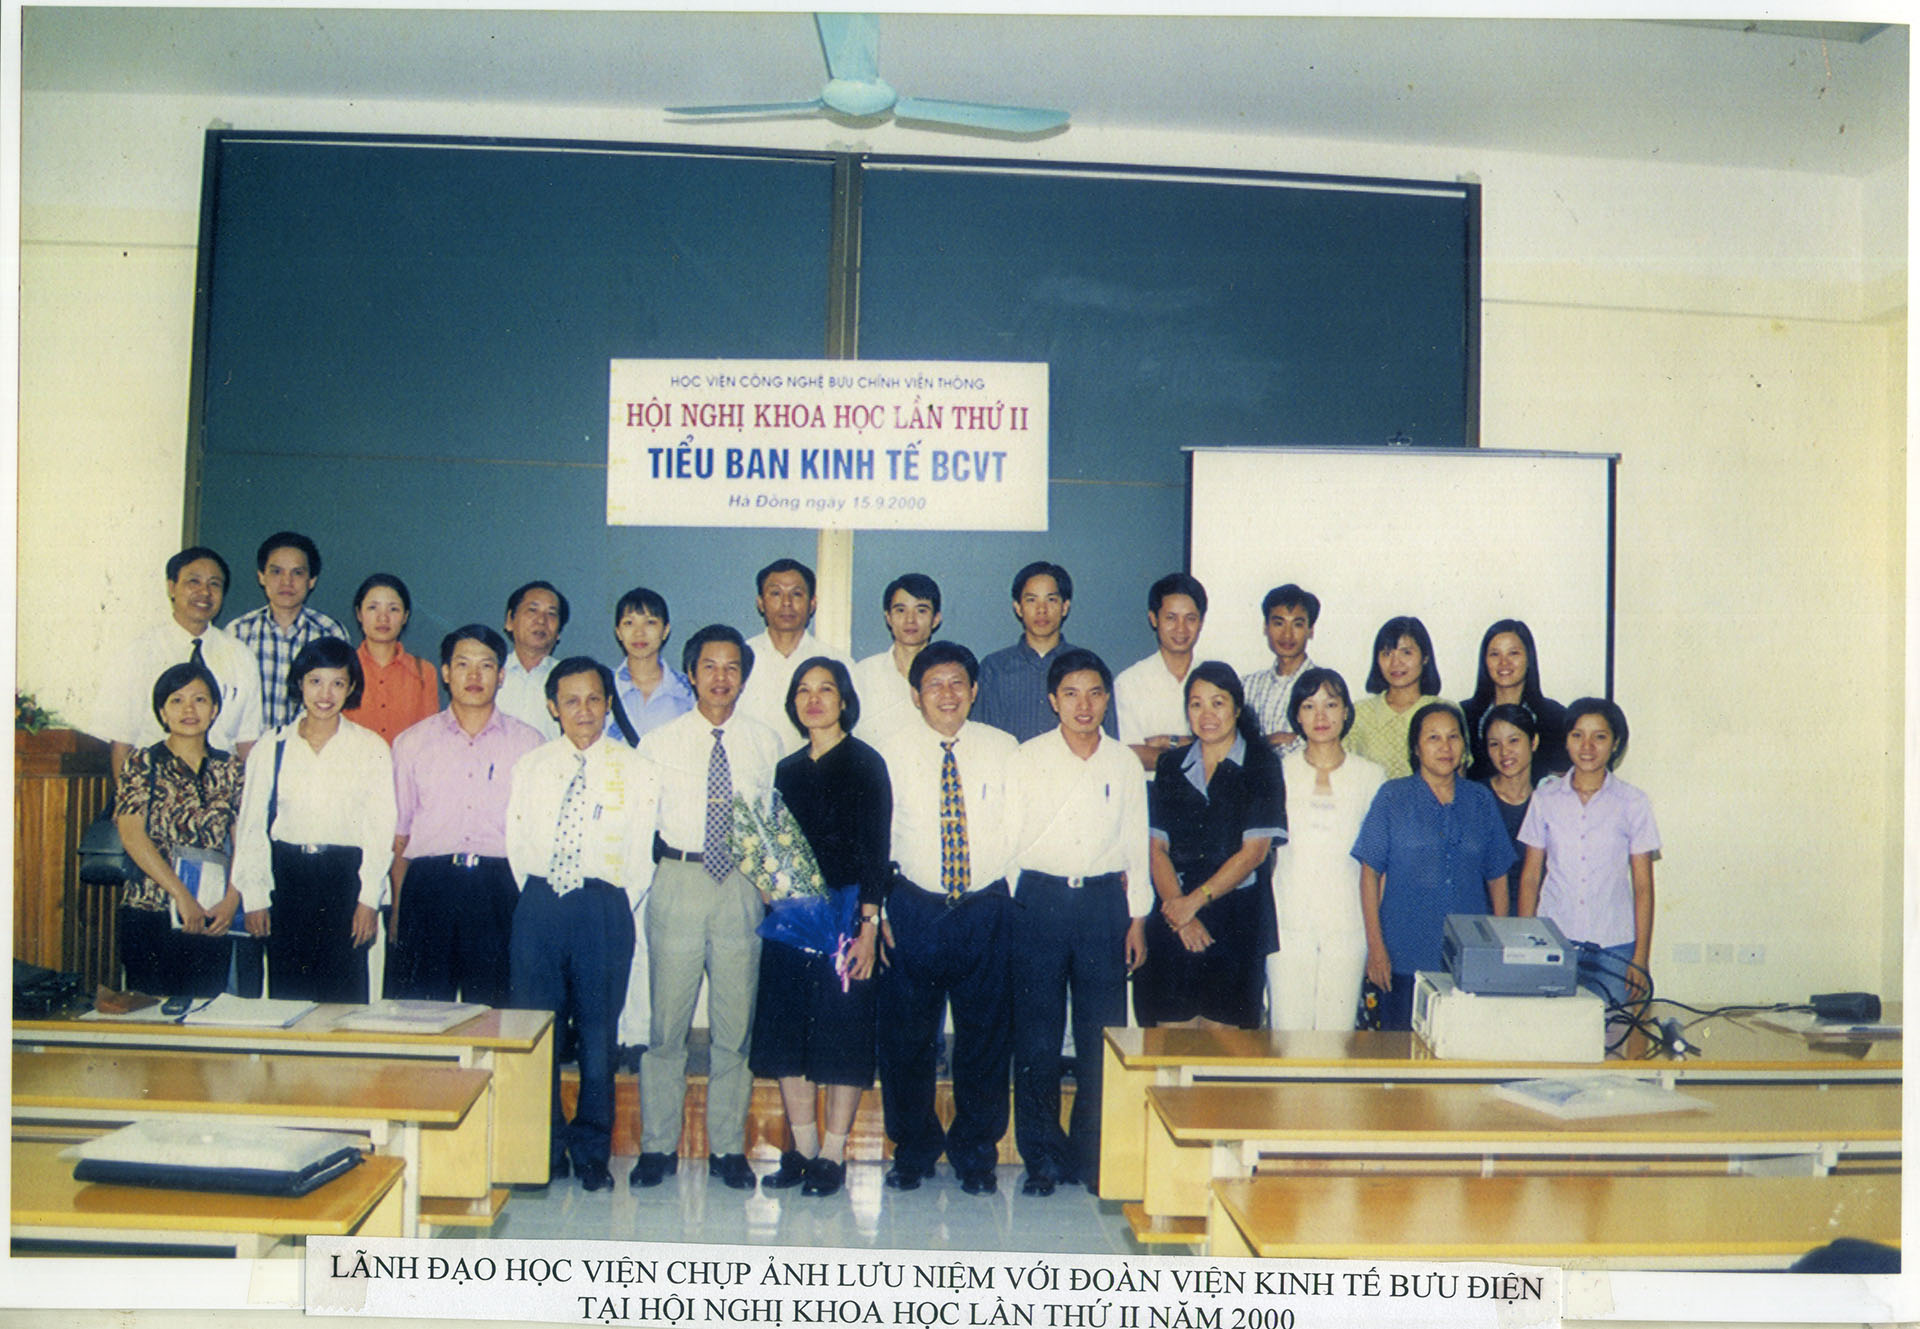 HỌC VIỆN CÔNG NGHỆ BƯU CHÍNH VIỄN THÔNG
HỘI NGHỊ KHOA HỌC LẦN THỨ II
TIỂU BAN KINH TẾ BCVT
Hà Đông ngày 15.9.2000
LÃNH ĐẠO HỌC VIỆN CHỤP ẢNH LƯU NIỆM VỚI ĐOÀN VIỆN KINH TẾ BƯU ĐIỆN
TẠI HỘI NGHỊ KHOA HỌC LẦN THỨ II NĂM 2000